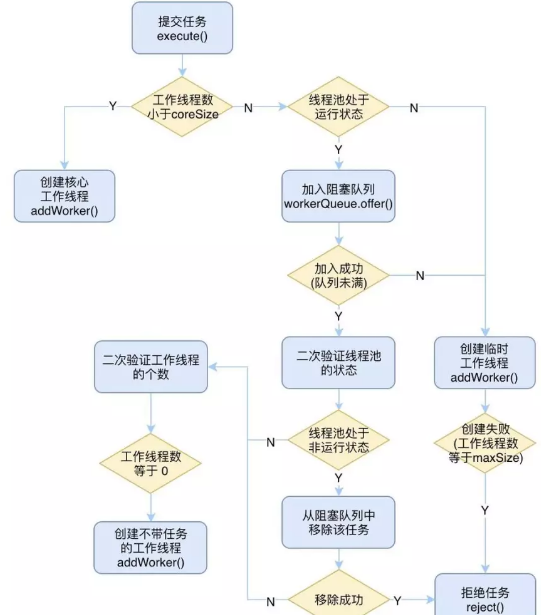 提交任务
execute()
工作线程数
小于coreSize
Y
N
线程池处于
运行状态
N
Y
创建核心
工作线程
addWorker()
加入阻塞队列
workerQueue.offer()
加入成功
(队列未满)
N
Y
二次验证工作线程
的个数
二次验证线程池
的状态
创建临时
工作线程
addWorker()
线程池处于
非运行状态
N
Y
创建失败
(工作线程数
等于maxSize)
Y
工作线程数
等于 0
从阻塞队列中
移除该任务
创建不带任务
的工作线程
addWorker()
移除成功
N
Y
拒绝任务
reject()